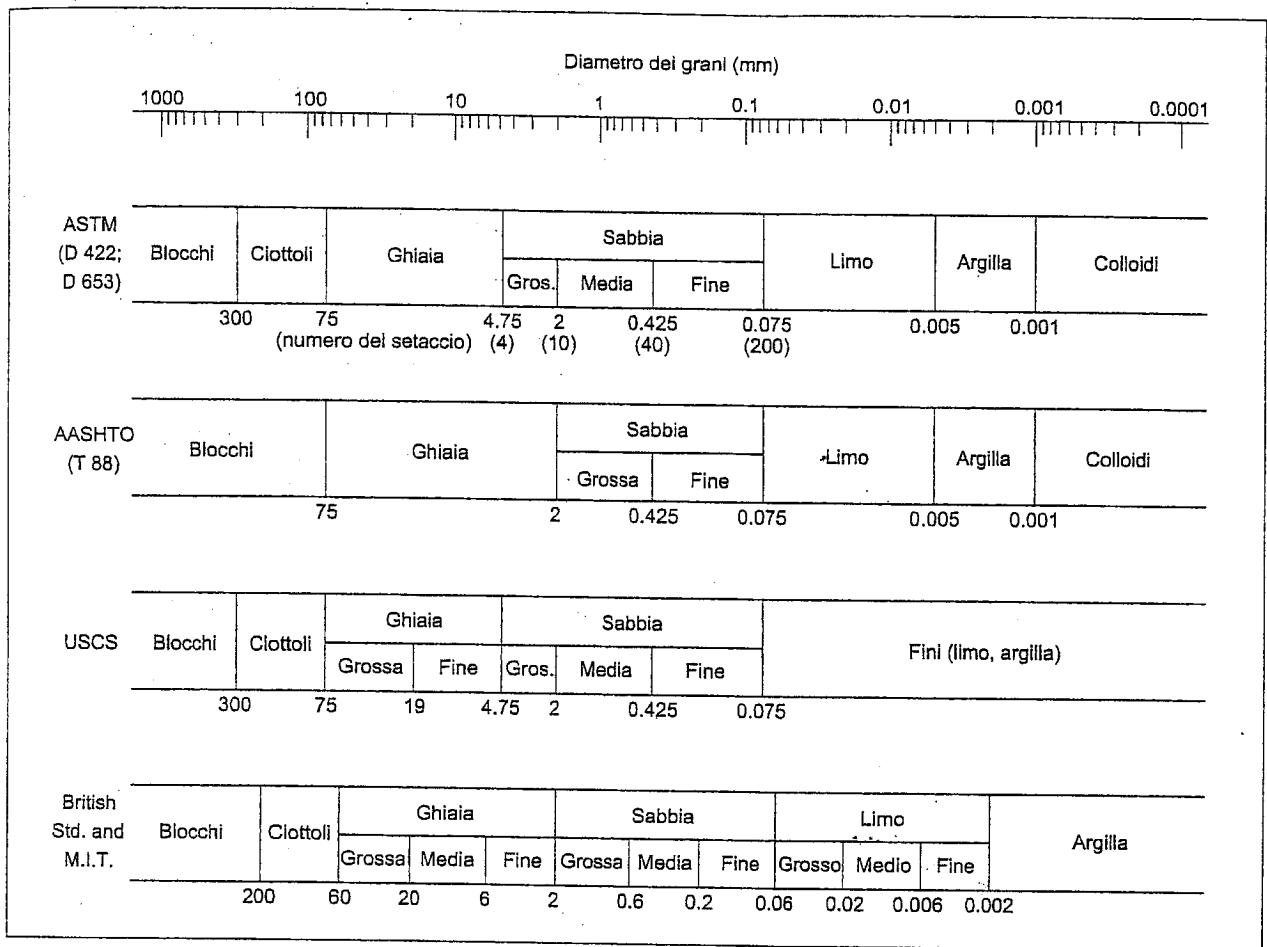 Diametro dei grani (mm)
1000 100 10 1 0.1 0.01 0.001 0.0001
ASTM
(D 422;
D 653)
Blocchi Ciottoli Ghiaia Sabbia Limo Argilla Colloidi
Gros. Media Fine
300 75 4.75 2 0.425 0.075 0.005 0.001
(numero del setaccio) (4) (10) (40) (200)
AASHTO
(T 88)
Blocchi Ghiaia Sabbia Limo Argilla Colloidi
Grossa Fine
75 2 0.425 0.075 0.005 0.001
USCS
Blocchi Ciottoli Ghiaia Sabbia Fini (limo, argilla)
Grossa Fine Gros. Media Fine
300 75 19 4.75 2 0.425 0.075
British
Std. and
M.I.T.
Blocchi Ciottoli Ghiaia Sabbia Limo Argilla
Grossa Media Fine Grossa Media Fine Grosso Medio Fine
200 60 20 6 2 0.6 0.2 0.06 0.02 0.006 0.002